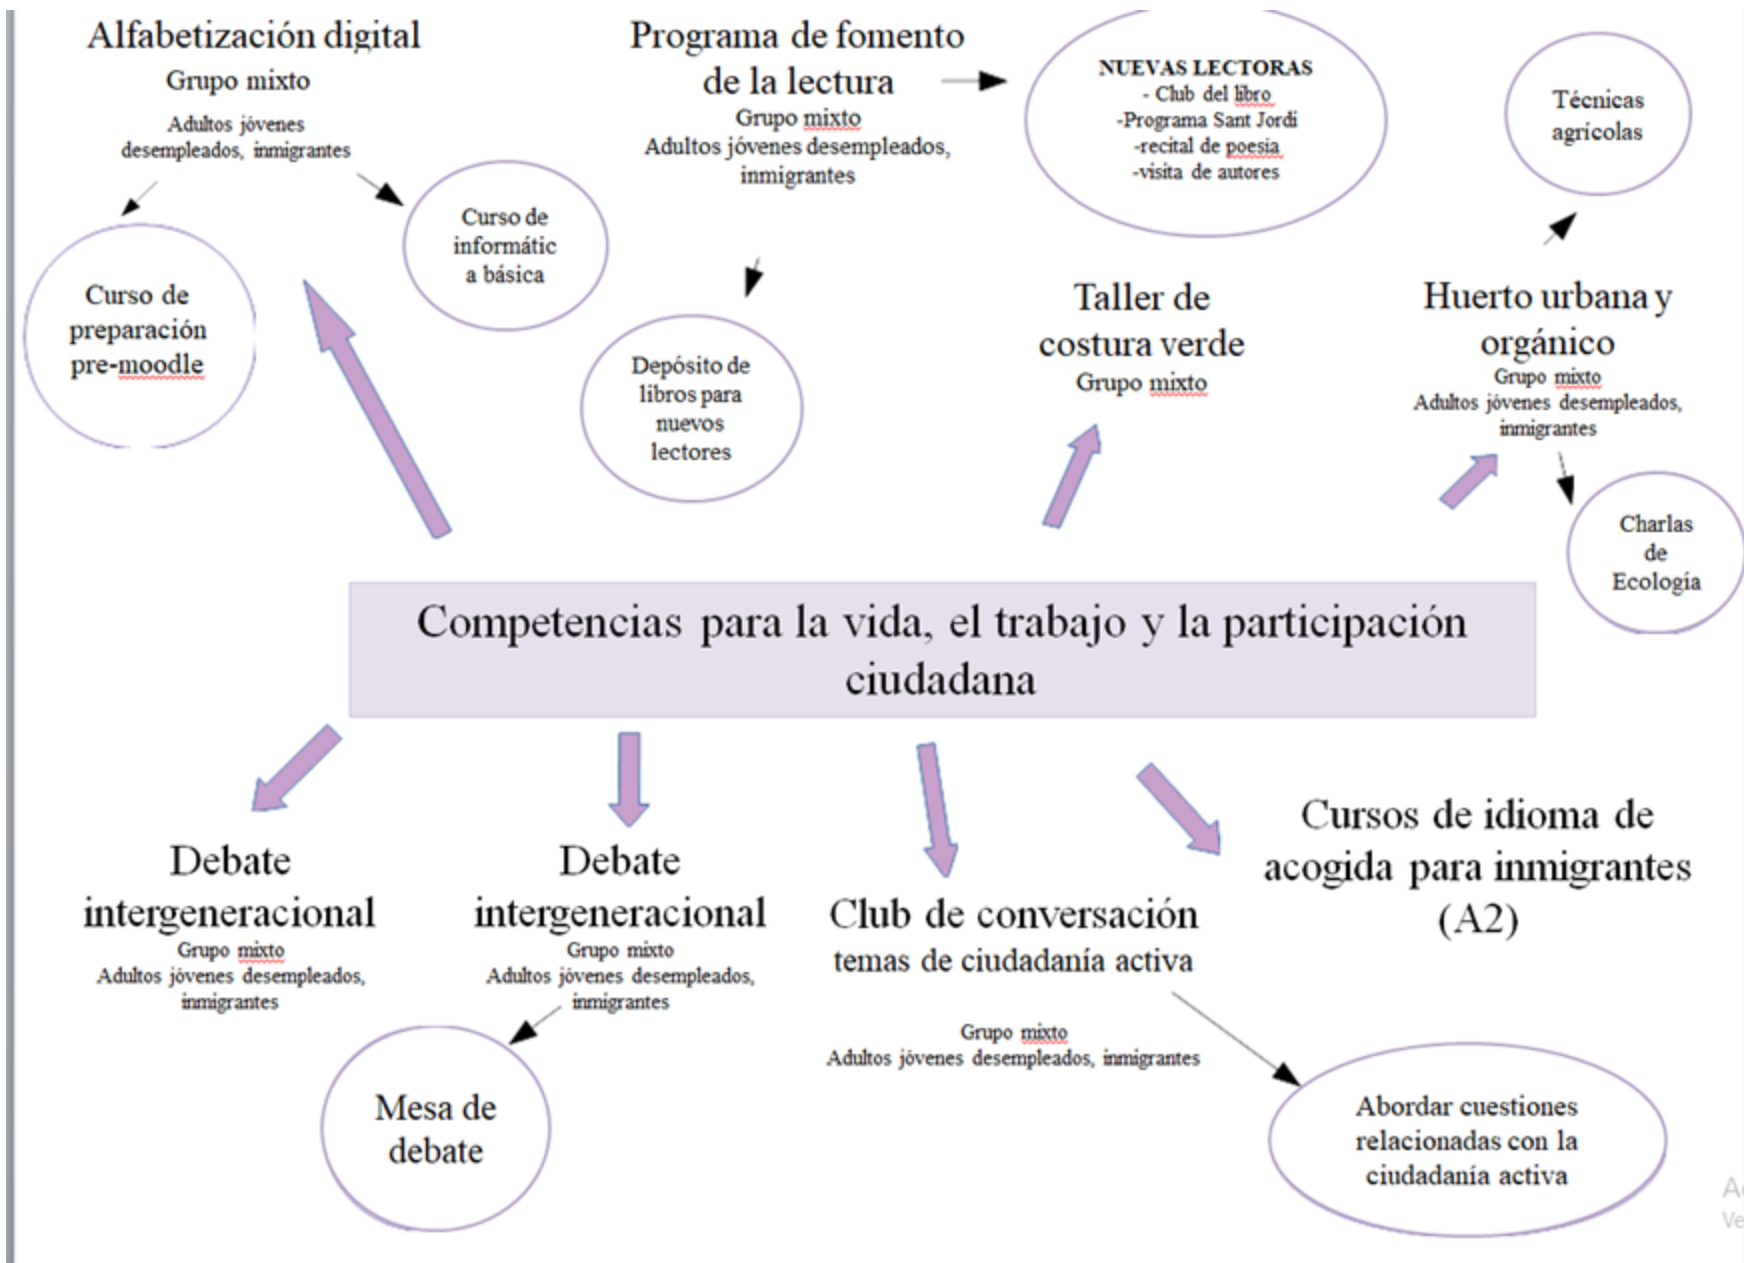 Alfabetización digital
Grupo mixto
Adultos jóvenes
desempleados, inmigrantes
Curso de
preparación
pre-moodle
Curso de
informátic
a básica
Programa de fomento
de la lectura
Grupo mixto
Adultos jóvenes desempleados,
inmigrantes
Depósito de
libros para
nuevos
lectores
NUEVAS LECTORAS
- Club del libro
-Programa Sant Jordi
-recital de poesia
-visita de autores
Taller de
costura verde
Grupo mixto
Técnicas
agrícolas
Huerto urbana y
orgánico
Grupo mixto
Adultos jóvenes desempleados,
inmigrantes
Charlas
de
Ecología
Competencias para la vida, el trabajo y la participación
ciudadana
Debate
intergeneracional
Grupo mixto
Adultos jóvenes desempleados,
inmigrantes
Debate
intergeneracional
Grupo mixto
Adultos jóvenes desempleados,
inmigrantes
Mesa de
debate
Club de conversación
temas de ciudadanía activa
Grupo mixto
Adultos jóvenes desempleados, inmigrantes
Cursos de idioma de
acogida para inmigrantes
(A2)
Abordar cuestiones
relacionadas con la
ciudadanía activa